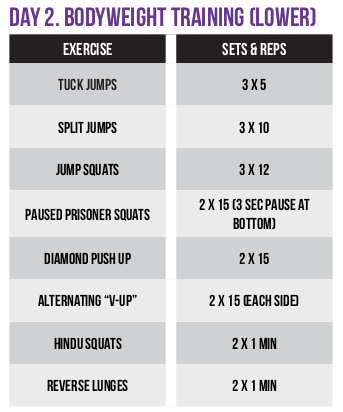 DAY 2. BODYWEIGHT TRAINING (LOWER)
EXERCISE SETS & REPS
TUCK JUMPS 3 X 5
SPLIT JUMPS 3 X 10
JUMP SQUATS 3 X 12
PAUSED PRISONER SQUATS 2 X 15 (3 SEC PAUSE AT
BOTTOM)
DIAMOND PUSH UP 2 X 15
ALTERNATING “V-UP” 2 X 15 (EACH SIDE)
HINDU SQUATS 2 X 1 MIN
REVERSE LUNGES 2 X 1 MIN